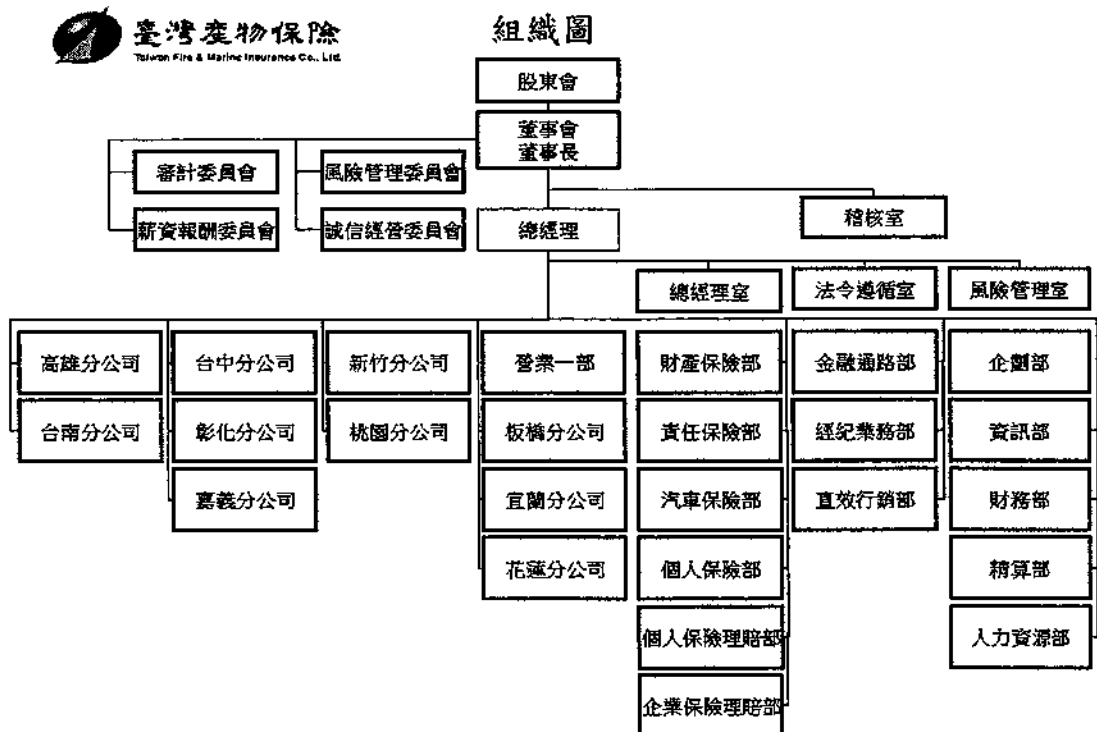 臺灣產物保險
Taiwan Fire & Marine Insurance Co., Ltd.
組織圖
股東會
董事會
董事長
審計委員會
風險管理委員會
薪資報酬委員會
誠信經營委員會
總經理
稽核室
總經理室
法令遵循室
風險管理室
高雄分公司
台中分公司
新竹分公司
營業一部
財產保險部
金融通路部
企劃部
台南分公司
彰化分公司
桃園分公司
板橋分公司
責任保險部
經紀業務部
資訊部
嘉義分公司
宜蘭分公司
汽車保險部
直效行銷部
財務部
花蓮分公司
個人保險部
精算部
個人保險理賠部
人力資源部
企業保險理賠部